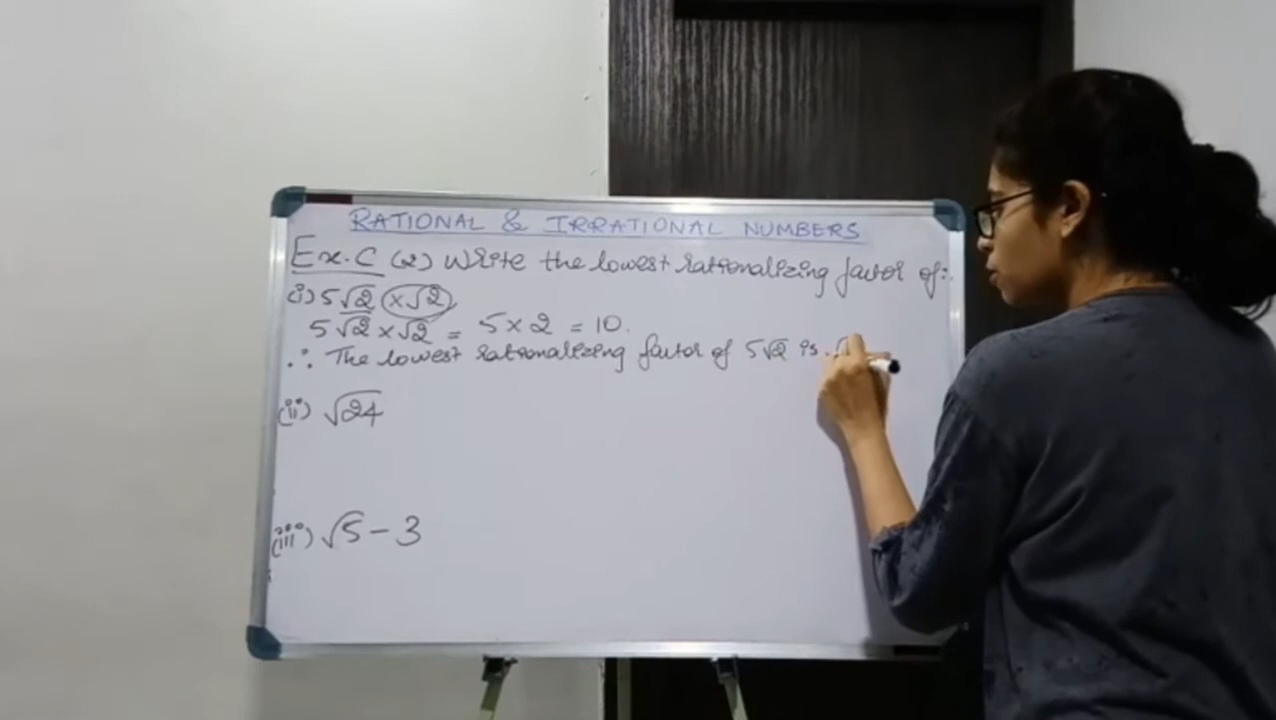 RATIONAL & IRRATIONAL NUMBERS
Ex.C (2) Write the lowest rationalizing factor of:.
(i) 5√2 (×√2)
5√2 × √2 = 5 × 2 = 10.
∴ The lowest rationalizing factor of 5√2 is √
(ii) √24
(iii) √5 - 3